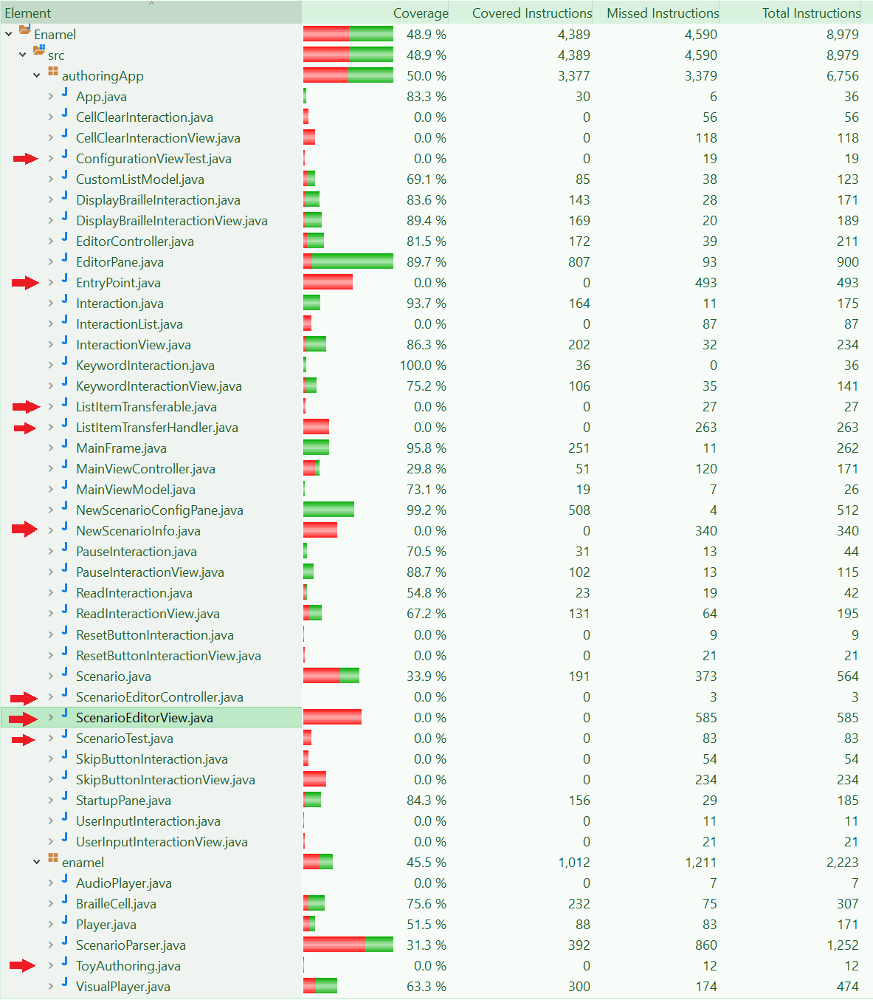 Element Coverage Covered Instructions Missed Instructions Total Instructions
Enamel 48.9 % 4,389 4,590 8,979
src 48.9 % 4,389 4,590 8,979
authoringApp 50.0 % 3,377 3,379 6,756
App.java 83.3 % 30 6 36
CellClearInteraction.java 0.0 % 0 56 56
CellClearInteractionView.java 0.0 % 0 118 118
ConfigurationViewTest.java 0.0 % 0 19 19
CustomListModel.java 69.1 % 85 38 123
DisplayBrailleInteraction.java 83.6 % 143 28 171
DisplayBrailleInteractionView.java 89.4 % 169 20 189
EditorController.java 81.5 % 172 39 211
EditorPane.java 89.7 % 807 93 900
EntryPoint.java 0.0 % 0 493 493
Interaction.java 93.7 % 164 11 175
InteractionList.java 0.0 % 0 87 87
InteractionView.java 86.3 % 202 32 234
KeywordInteraction.java 100.0 % 36 0 36
KeywordInteractionView.java 75.2 % 106 35 141
ListItemTransferable.java 0.0 % 0 27 27
ListItemTransferHandler.java 0.0 % 0 263 263
MainFrame.java 95.8 % 251 11 262
MainViewController.java 29.8 % 51 120 171
MainViewModel.java 73.1 % 19 7 26
NewScenarioConfigPane.java 99.2 % 508 4 512
NewScenarioInfo.java 0.0 % 0 340 340
PauseInteraction.java 70.5 % 31 13 44
PauseInteractionView.java 88.7 % 102 13 115
ReadInteraction.java 54.8 % 23 19 42
ReadInteractionView.java 67.2 % 131 64 195
ResetButtonInteraction.java 0.0 % 0 9 9
ResetButtonInteractionView.java 0.0 % 0 21 21
Scenario.java 33.9 % 191 373 564
ScenarioEditorController.java 0.0 % 0 3 3
ScenarioEditorView.java 0.0 % 0 585 585
ScenarioTest.java 0.0 % 0 83 83
SkipButtonInteraction.java 0.0 % 0 54 54
SkipButtonInteractionView.java 0.0 % 0 234 234
StartupPane.java 84.3 % 156 29 185
UserInputInteraction.java 0.0 % 0 11 11
UserInputInteractionView.java 0.0 % 0 21 21
enamel 45.5 % 1,012 1,211 2,223
AudioPlayer.java 0.0 % 0 7 7
BrailleCell.java 75.6 % 232 75 307
Player.java 51.5 % 88 83 171
ScenarioParser.java 31.3 % 392 860 1,252
ToyAuthoring.java 0.0 % 0 12 12
VisualPlayer.java 63.3 % 300 174 474